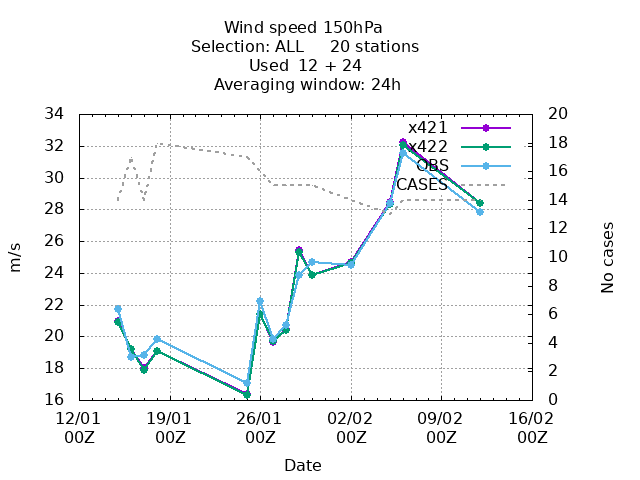 Wind speed 150hPa
Selection: ALL     20 stations
Used  12 + 24
Averaging window: 24h
34
32
30
28
26
24
22
20
18
16
m/s
20
18
16
14
12
10
8
6
4
2
0
No cases
x421
x422
OBS
CASES
12/01 19/01 26/01 02/02 09/02 16/02
00Z 00Z 00Z 00Z 00Z 00Z
Date